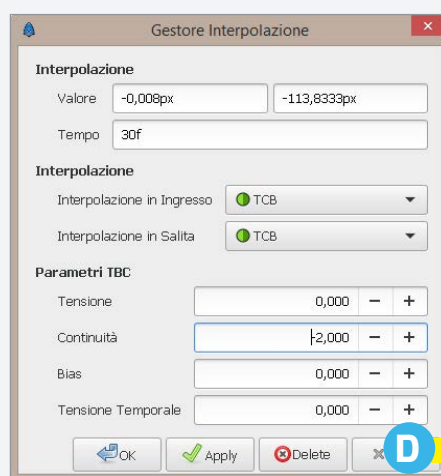 Gestore Interpolazione
Interpolazione
Valore -0,008px -113,8333px
Tempo 30f
Interpolazione
Interpolazione in Ingresso TCB
Interpolazione in Salita TCB
Parametri TBC
Tensione 0,000 − +
Continuità -2,000 − +
Bias 0,000 − +
Tensione Temporale 0,000 − +
OK Apply Delete D